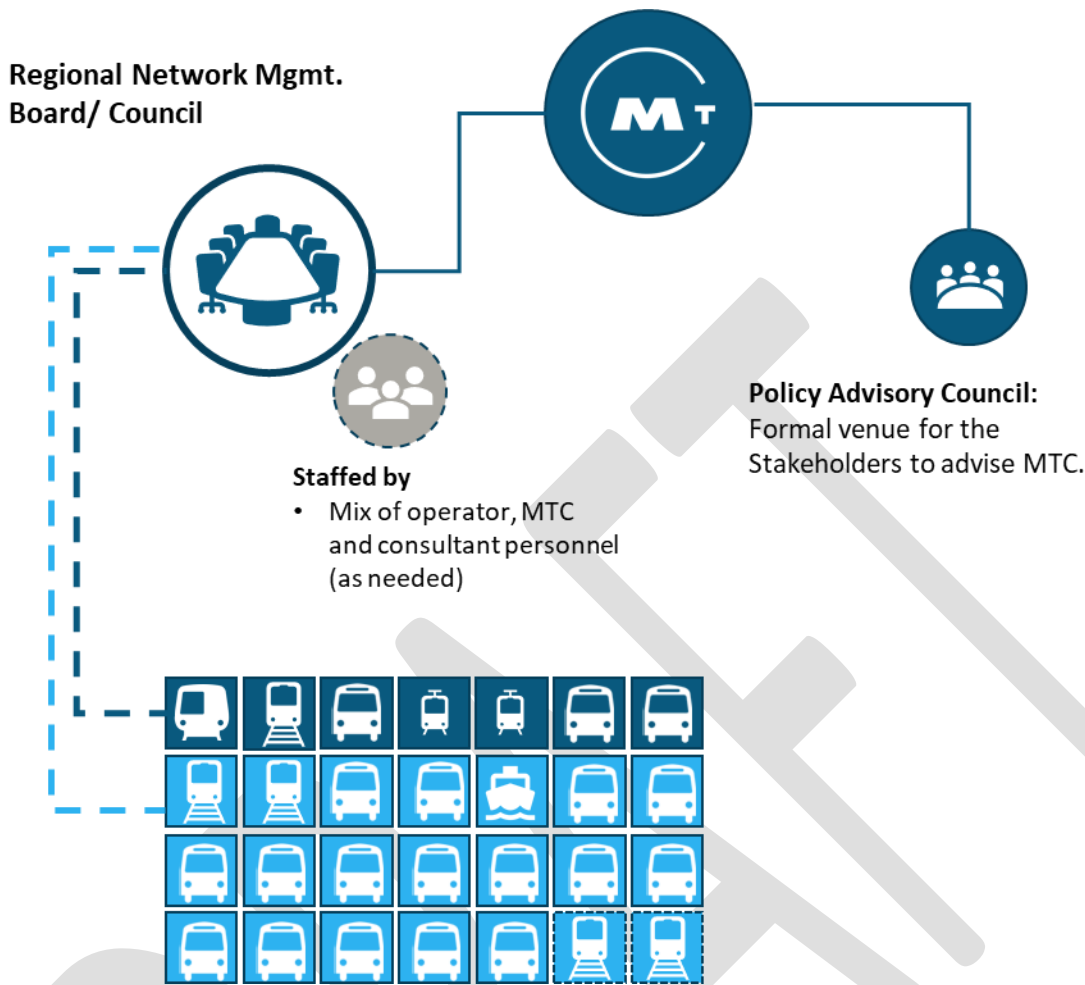 Regional Network Mgmt.
Board/ Council
M T
Policy Advisory Council:
Formal venue for the
Stakeholders to advise MTC.
Staffed by
• Mix of operator, MTC
and consultant personnel
(as needed)
DRAFT